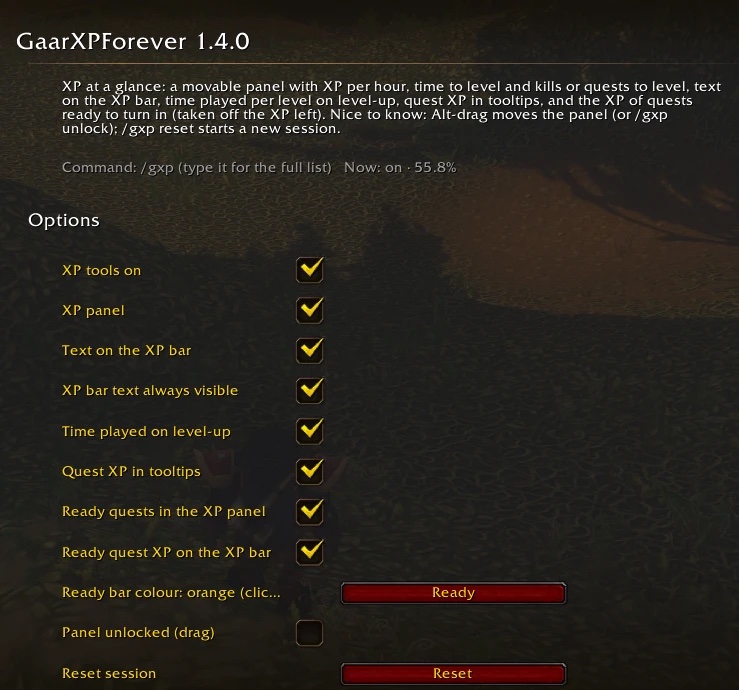 GaarXPForever 1.4.0
XP at a glance: a movable panel with XP per hour, time to level and kills or quests to level, text
on the XP bar, time played per level on level-up, quest XP in tooltips, and the XP of quests
ready to turn in (taken off the XP left). Nice to know: Alt-drag moves the panel (or /gxp
unlock); /gxp reset starts a new session.
Command: /gxp (type it for the full list) Now: on · 55.8%
Options
XP tools on
XP panel
Text on the XP bar
XP bar text always visible
Time played on level-up
Quest XP in tooltips
Ready quests in the XP panel
Ready quest XP on the XP bar
Ready bar colour: orange (clic... Ready
Panel unlocked (drag)
Reset session Reset